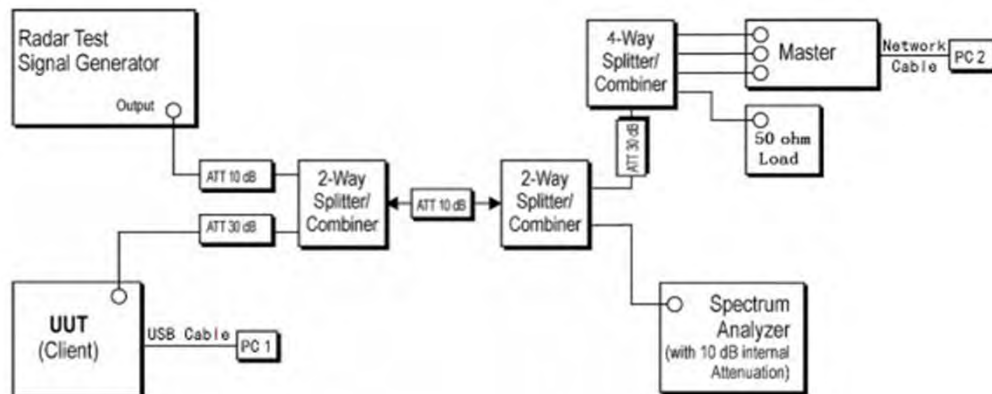 Radar Test
Signal Generator
Output
ATT 10 dB
ATT 30 dB
2-Way
Splitter/
Combiner
ATT 10 dB
2-Way
Splitter/
Combiner
ATT 30 dB
4-Way
Splitter/
Combiner
Master
Network
Cable
PC 2
50 ohm
Load
UUT
(Client)
USB Cable
PC 1
Spectrum
Analyzer
(with 10 dB internal
Attenuation)